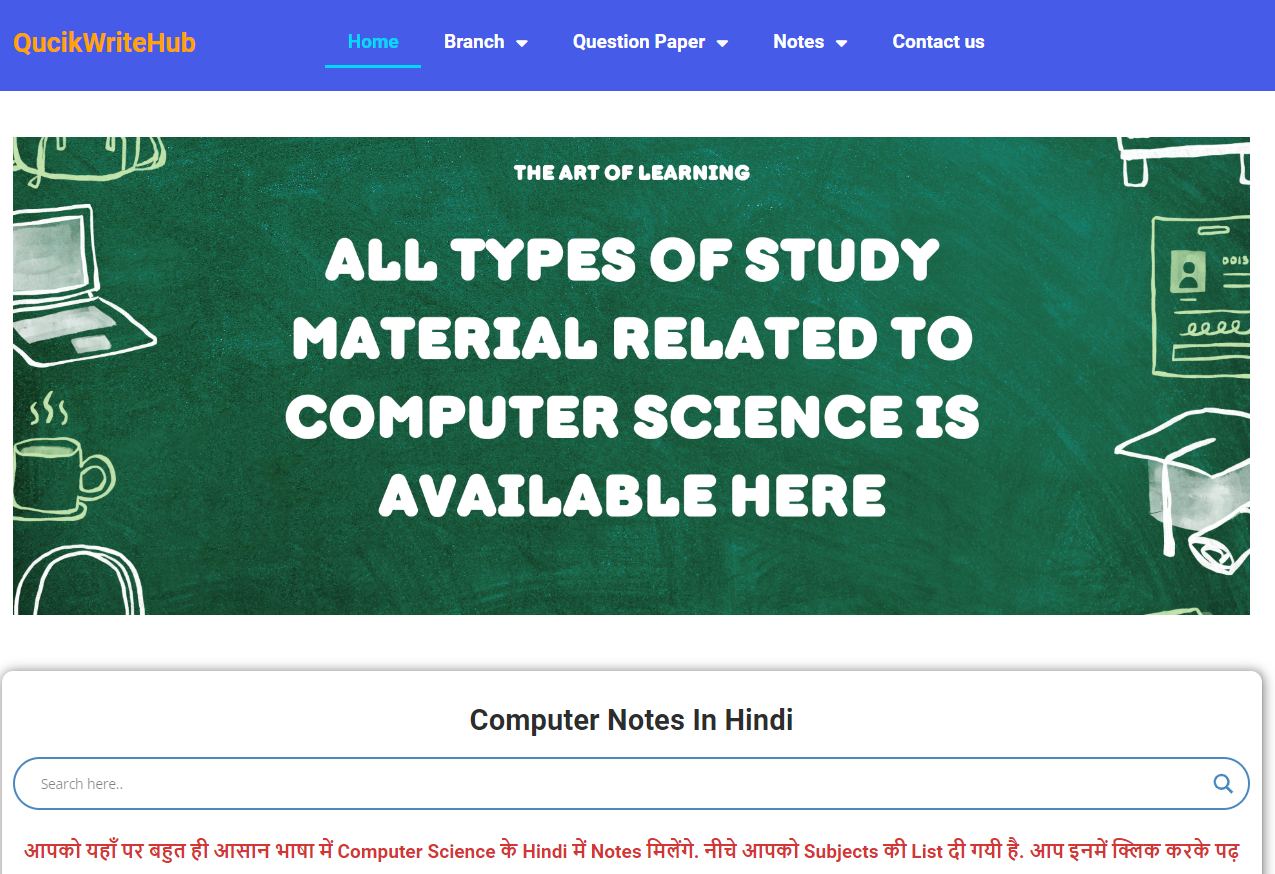 QucikWriteHub
Home Branch Question Paper Notes Contact us
THE ART OF LEARNING
ALL TYPES OF STUDY
MATERIAL RELATED TO
COMPUTER SCIENCE IS
AVAILABLE HERE
Computer Notes In Hindi
Search here..
आपको यहाँ पर बहुत ही आसान भाषा में Computer Science के Hindi में Notes मिलेंगे. नीचे आपको Subjects की List दी गयी है. आप इनमें क्लिक करके पढ़